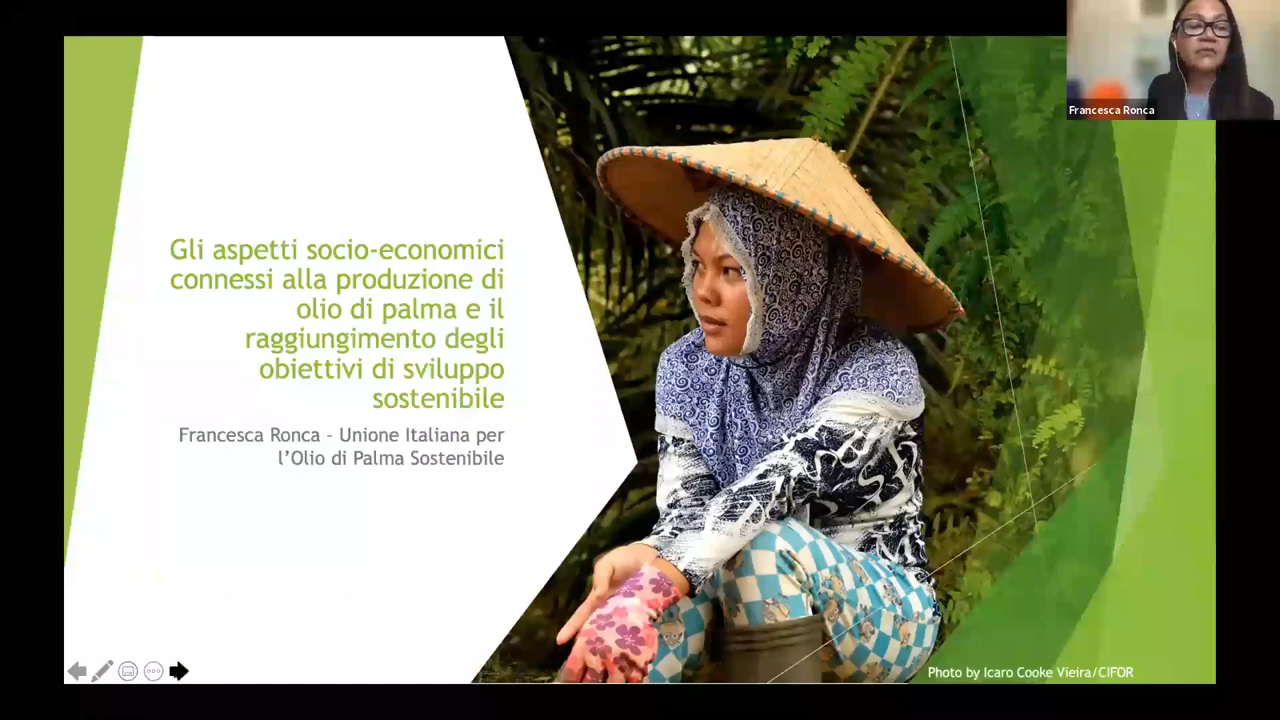 Francesca Ronca
Gli aspetti socio-economici
connessi alla produzione di
olio di palma e il
raggiungimento degli
obiettivi di sviluppo
sostenibile
Francesca Ronca - Unione Italiana per
l’Olio di Palma Sostenibile
Photo by Icaro Cooke Vieira/CIFOR